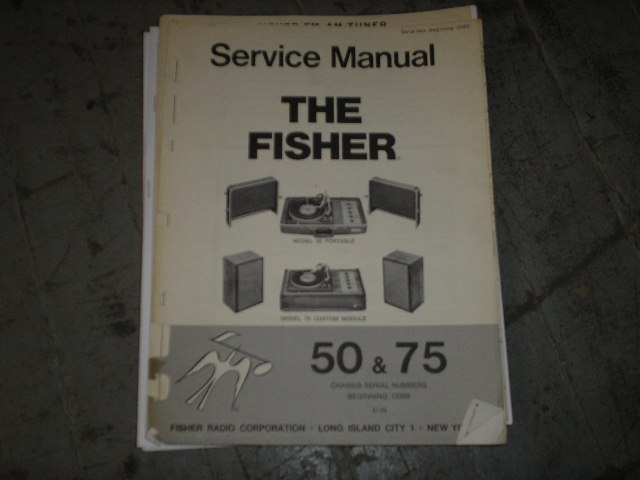 Service Manual
THE
FISHER
MODEL 50 PORTABLE
MODEL 75 CUSTOM MODULE
50 & 75
CHASSIS SERIAL NUMBERS
BEGINNING
FISHER RADIO CORPORATION · LONG ISLAND CITY 1 ·